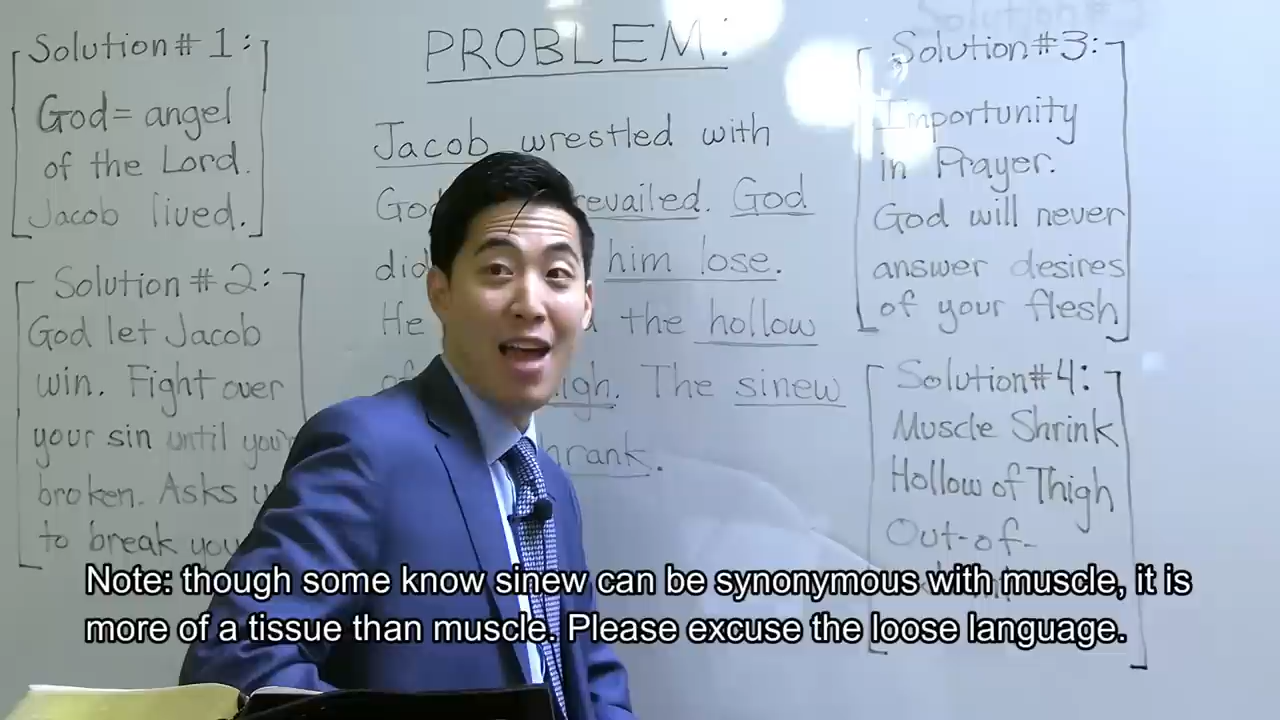 Solution #1:
God = angel
of the Lord.
Jacob lived.
Solution #2:
God let Jacob
win. Fight over
your sin until
broken. Asks
to break
PROBLEM:
Jacob wrestled with
revailed. God
him lose.
He the hollow
The sinew
hrank.
Solution #3:
Importunity
in Prayer.
God will never
answer desires
of your flesh
Solution #4:
Muscle Shrink
Hollow of Thigh
Out-of-
Note: though some know sinew can be synonymous with muscle, it is
more of a tissue than muscle. Please excuse the loose language.